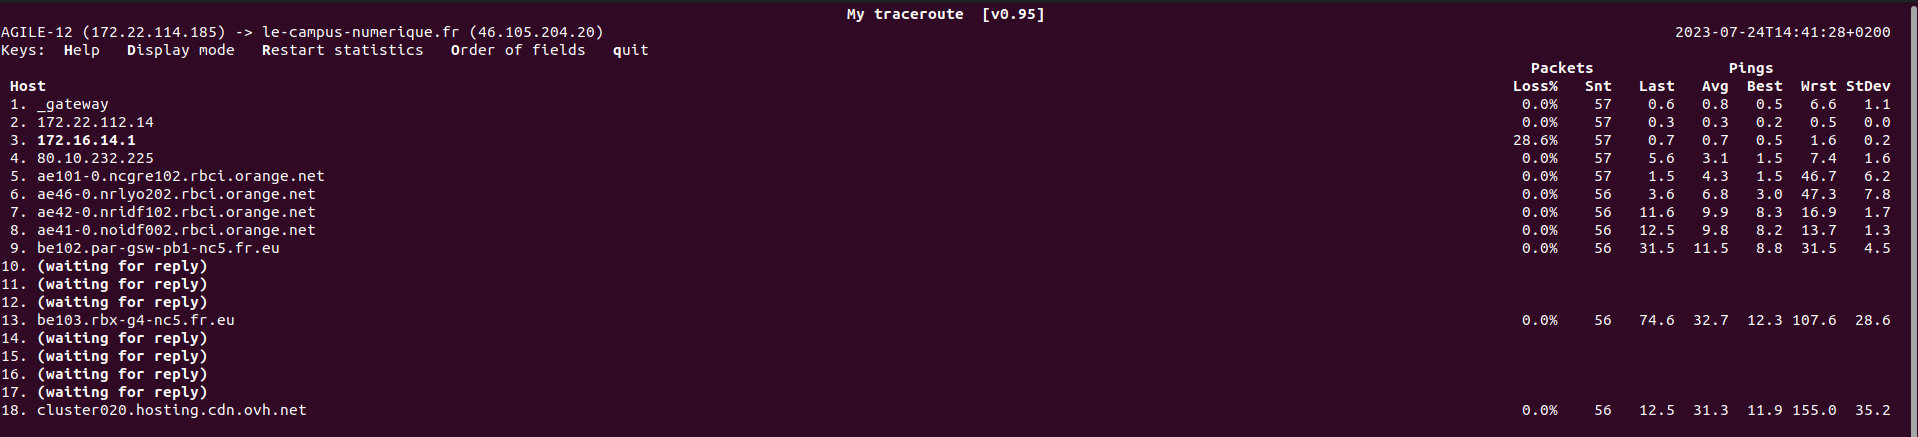 My traceroute  [v0.95]
AGILE-12 (172.22.114.185) -> le-campus-numerique.fr (46.105.204.20) 2023-07-24T14:41:28+0200
Keys:  Help   Display mode   Restart statistics   Order of fields   quit
Packets Pings
Host Loss% Snt Last Avg Best Wrst StDev
1. _gateway 0.0% 57 0.6 0.8 0.5 6.6 1.1
2. 172.22.112.14 0.0% 57 0.3 0.3 0.2 0.5 0.0
3. 172.16.14.1 28.6% 57 0.7 0.7 0.5 1.6 0.2
4. 80.10.232.225 0.0% 57 5.6 3.1 1.5 7.4 1.6
5. ae101-0.ncgre102.rbci.orange.net 0.0% 57 1.5 4.3 1.5 46.7 6.2
6. ae46-0.nrlyo202.rbci.orange.net 0.0% 56 3.6 6.8 3.0 47.3 7.8
7. ae42-0.nridf102.rbci.orange.net 0.0% 56 11.6 9.9 8.3 16.9 1.7
8. ae41-0.noidf002.rbci.orange.net 0.0% 56 12.5 9.8 8.2 13.7 1.3
9. be102.par-gsw-pb1-nc5.fr.eu 0.0% 56 31.5 11.5 8.8 31.5 4.5
10. (waiting for reply)
11. (waiting for reply)
12. (waiting for reply)
13. be103.rbx-g4-nc5.fr.eu 0.0% 56 74.6 32.7 12.3 107.6 28.6
14. (waiting for reply)
15. (waiting for reply)
16. (waiting for reply)
17. (waiting for reply)
18. cluster020.hosting.cdn.ovh.net 0.0% 56 12.5 31.3 11.9 155.0 35.2